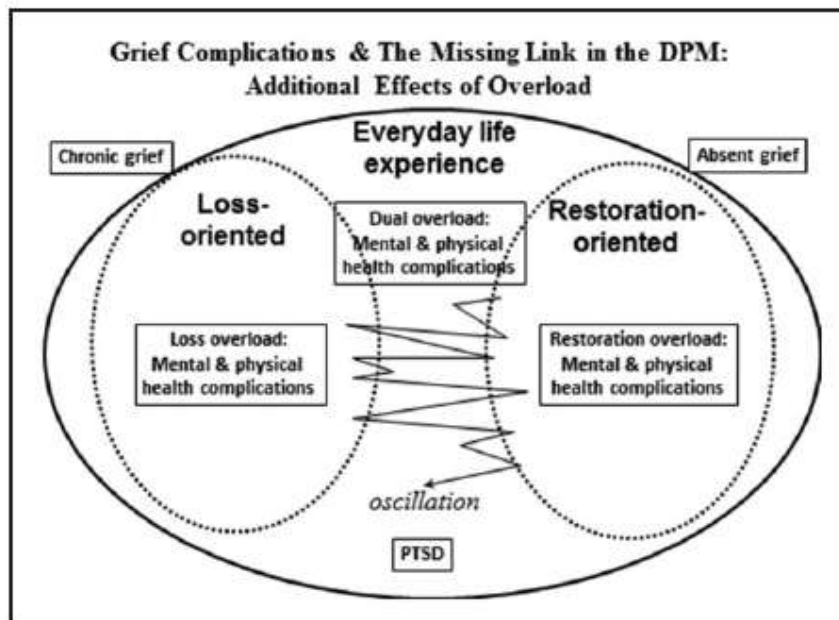 Grief Complications & The Missing Link in the DPM:
Additional Effects of Overload
Everyday life
experience
Chronic grief
Absent grief
Loss-
oriented
Dual overload:
Mental & physical
health complications
Restoration-
oriented
Loss overload:
Mental & physical
health complications
Restoration overload:
Mental & physical
health complications
oscillation
PTSD